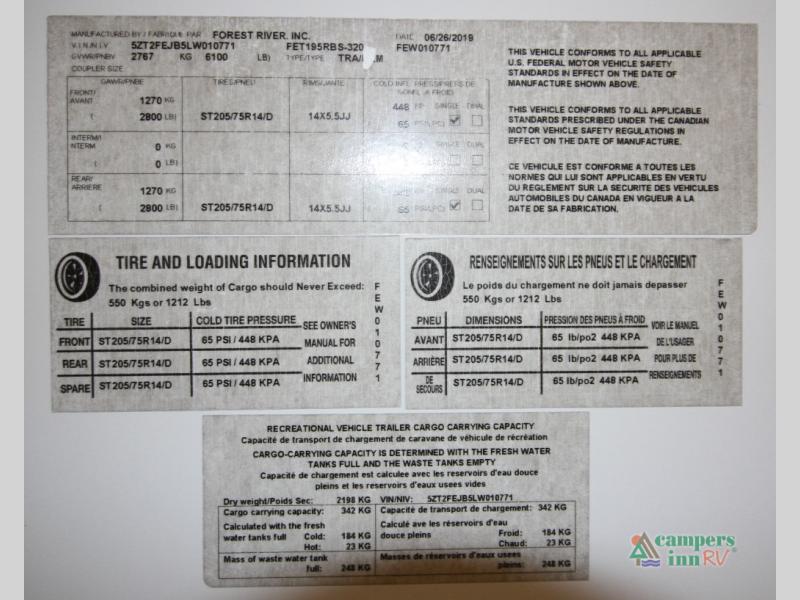 MANUFACTURED BY / FABRIQUE PAR FOREST RIVER, INC. DATE 06/26/2019
V.I.N./N.I.V. 5ZT2FEJB5LW010771 FET195RBS-320 FEW010771
GVWR/PNBV 2767 KG 6100 LB) TYPE/TYPE
COUPLER SIZE
GAWR/PNBE TIRES/PNEU RIMS/JANTE COLD INFL. PRESS/PRES DE
GONFL A FROID
FRONT/
AVANT 1270 KG 448 KP SINGLE DUAL
( 2800 LB) ST205/75R14/D 14X5.5JJ 65 PSI/LPC)
INTERM/I
NTERM 0 KG SINGLE DUAL
( 0 LB)
REAR/
ARRIERE 1270 KG SINGLE DUAL
( 2800 LB) ST205/75R14/D 14X5.5JJ 65 PSI/LPC)
THIS VEHICLE CONFORMS TO ALL APPLICABLE
U.S. FEDERAL MOTOR VEHICLE SAFETY
STANDARDS IN EFFECT ON THE DATE OF
MANUFACTURE SHOWN ABOVE.
THIS VEHICLE CONFORMS TO ALL APPLICABLE
STANDARDS PRESCRIBED UNDER THE CANADIAN
MOTOR VEHICLE SAFETY REGULATIONS IN
EFFECT ON THE DATE OF MANUFACTURE.
CE VEHICULE EST CONFORME A TOUTES LES
NORMES QUI LUI SONT APPLICABLES EN VERTU
DU REGLEMENT SUR LA SECURITE DES VEHICULES
AUTOMOBILES DU CANADA EN VIGUEUR A LA
DATE DE SA FABRICATION.
TIRE AND LOADING INFORMATION
The combined weight of Cargo should Never Exceed:
550 Kgs or 1212 Lbs
TIRE SIZE COLD TIRE PRESSURE
FRONT ST205/75R14/D 65 PSI / 448 KPA
REAR ST205/75R14/D 65 PSI / 448 KPA
SPARE ST205/75R14/D 65 PSI / 448 KPA
SEE OWNER'S
MANUAL FOR
ADDITIONAL
INFORMATION
FEW010771
RENSEIGNEMENTS SUR LES PNEUS ET LE CHARGEMENT
Le poids du chargement ne doit jamais depasser
550 Kgs or 1212 Lbs
PNEU DIMENSIONS PRESSION DES PNEUS À FROID
AVANT ST205/75R14/D 65 lb/po2 448 KPA
ARRIÈRE ST205/75R14/D 65 lb/po2 448 KPA
DE
SECOURS ST205/75R14/D 65 lb/po2 448 KPA
VOIR LE MANUEL
DE L'USAGER
POUR PLUS DE
RENSEIGNEMENTS
FEW010771
RECREATIONAL VEHICLE TRAILER CARGO CARRYING CAPACITY
Capacité de transport de chargement de caravane de véhicule de récréation
CARGO-CARRYING CAPACITY IS DETERMINED WITH THE FRESH WATER
TANKS FULL AND THE WASTE TANKS EMPTY
Capacité de chargement est calculee avec les reservoirs d'eau douce
pleins et les reservoirs d'eaux usees vides
Dry weight/Poids Sec: 2198 KG VIN/NIV: 5ZT2FEJB5LW010771
Cargo carrying capacity: 342 KG Capacité de transport de chargement: 342 KG
Calculated with the fresh Calculé ave les réservoirs d'eau
water tanks full Cold: 184 KG douce pleins Froid: 184 KG
Hot: 23 KG Chaud: 23 KG
Mass of waste water tank Masses de réservoirs d'eaux usees
full: 248 KG pleins: 248 KG
campers
inn RV